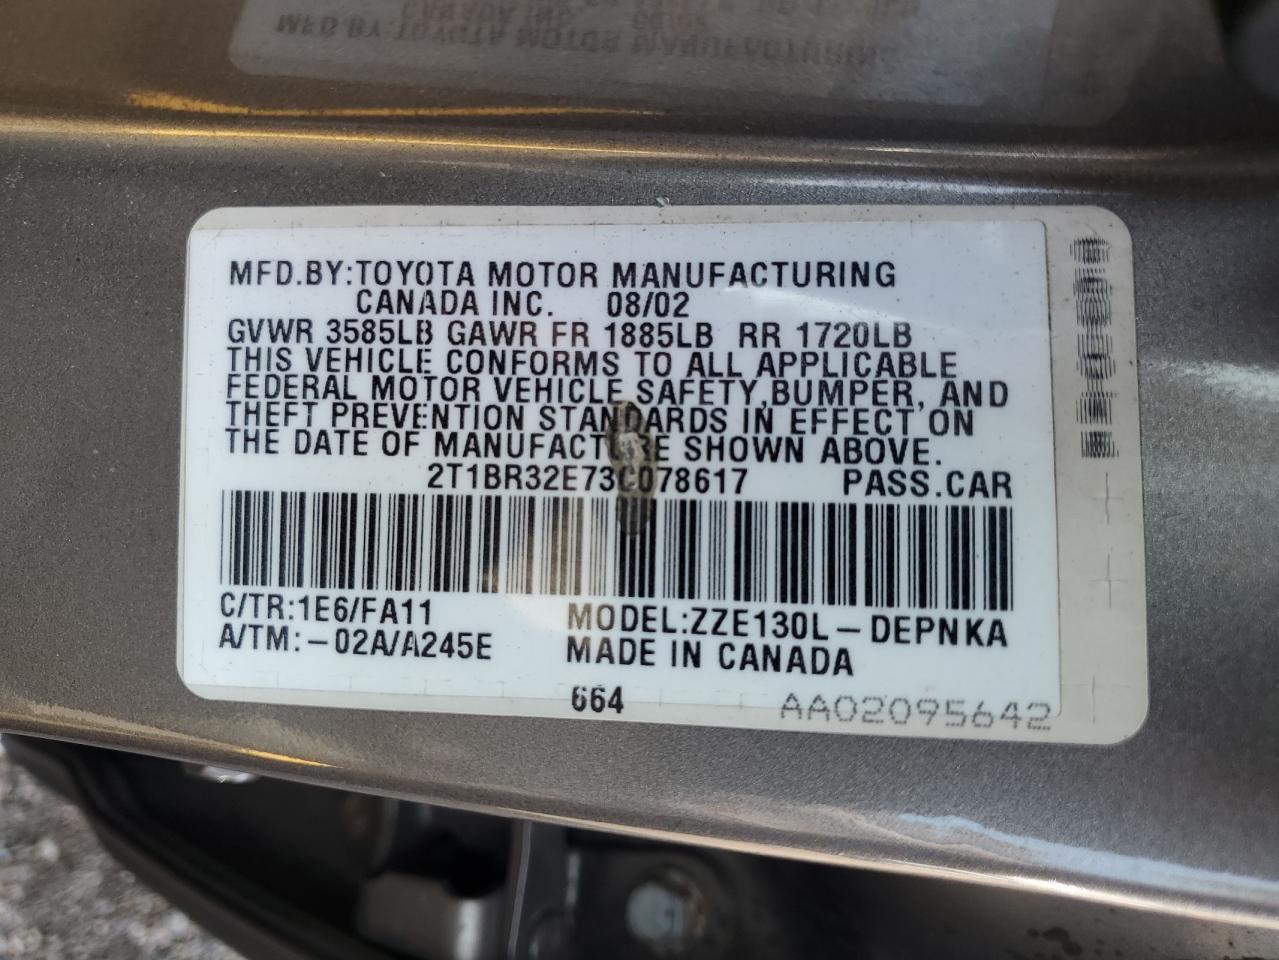 MFD.BY:TOYOTA MOTOR MANUFACTURING
CANADA INC. 08/02
GVWR 3585LB GAWR FR 1885LB RR 1720LB
THIS VEHICLE CONFORMS TO ALL APPLICABLE
FEDERAL MOTOR VEHICLE SAFETY,BUMPER, AND
THEFT PREVENTION STANDARDS IN EFFECT ON
THE DATE OF MANUFACTURE SHOWN ABOVE.
2T1BR32E73C078617 PASS.CAR
C/TR:1E6/FA11 MODEL:ZZE130L-DEPNKA
A/TM:-02A/A245E MADE IN CANADA
664 AA02095642